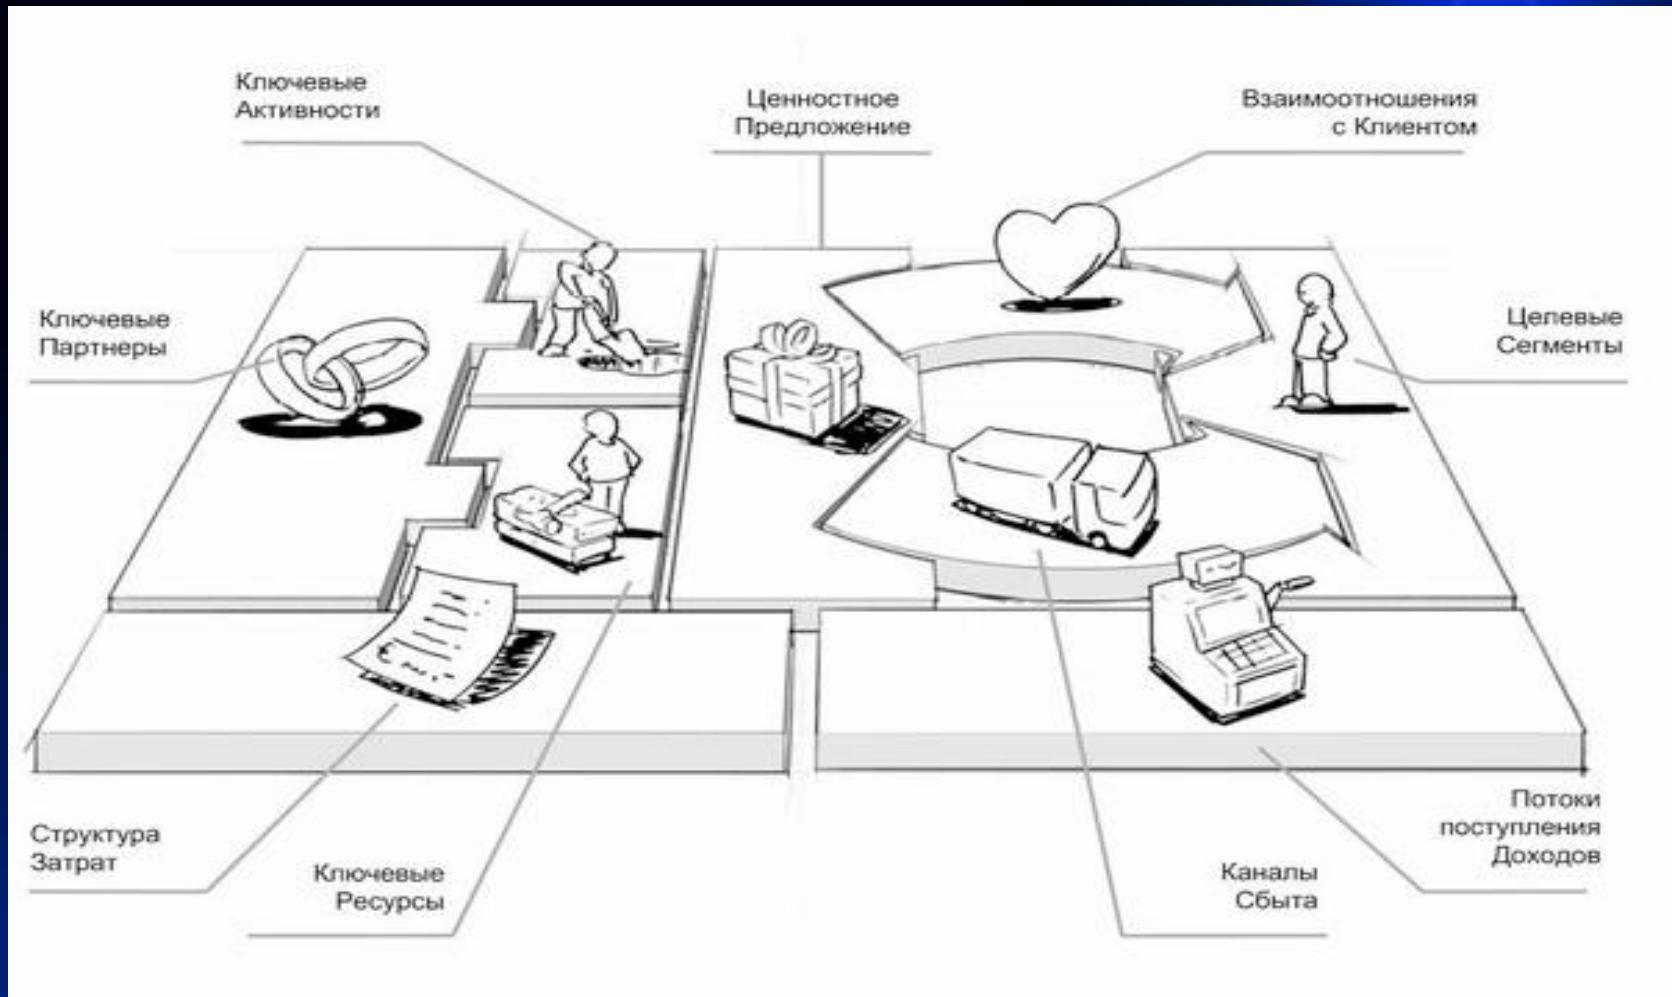 Ключевые
Активности
Ценностное
Предложение
Взаимоотношения
с Клиентом
Ключевые
Партнеры
Целевые
Сегменты
Структура
Затрат
Ключевые
Ресурсы
Каналы
Сбыта
Потоки
поступления
Доходов